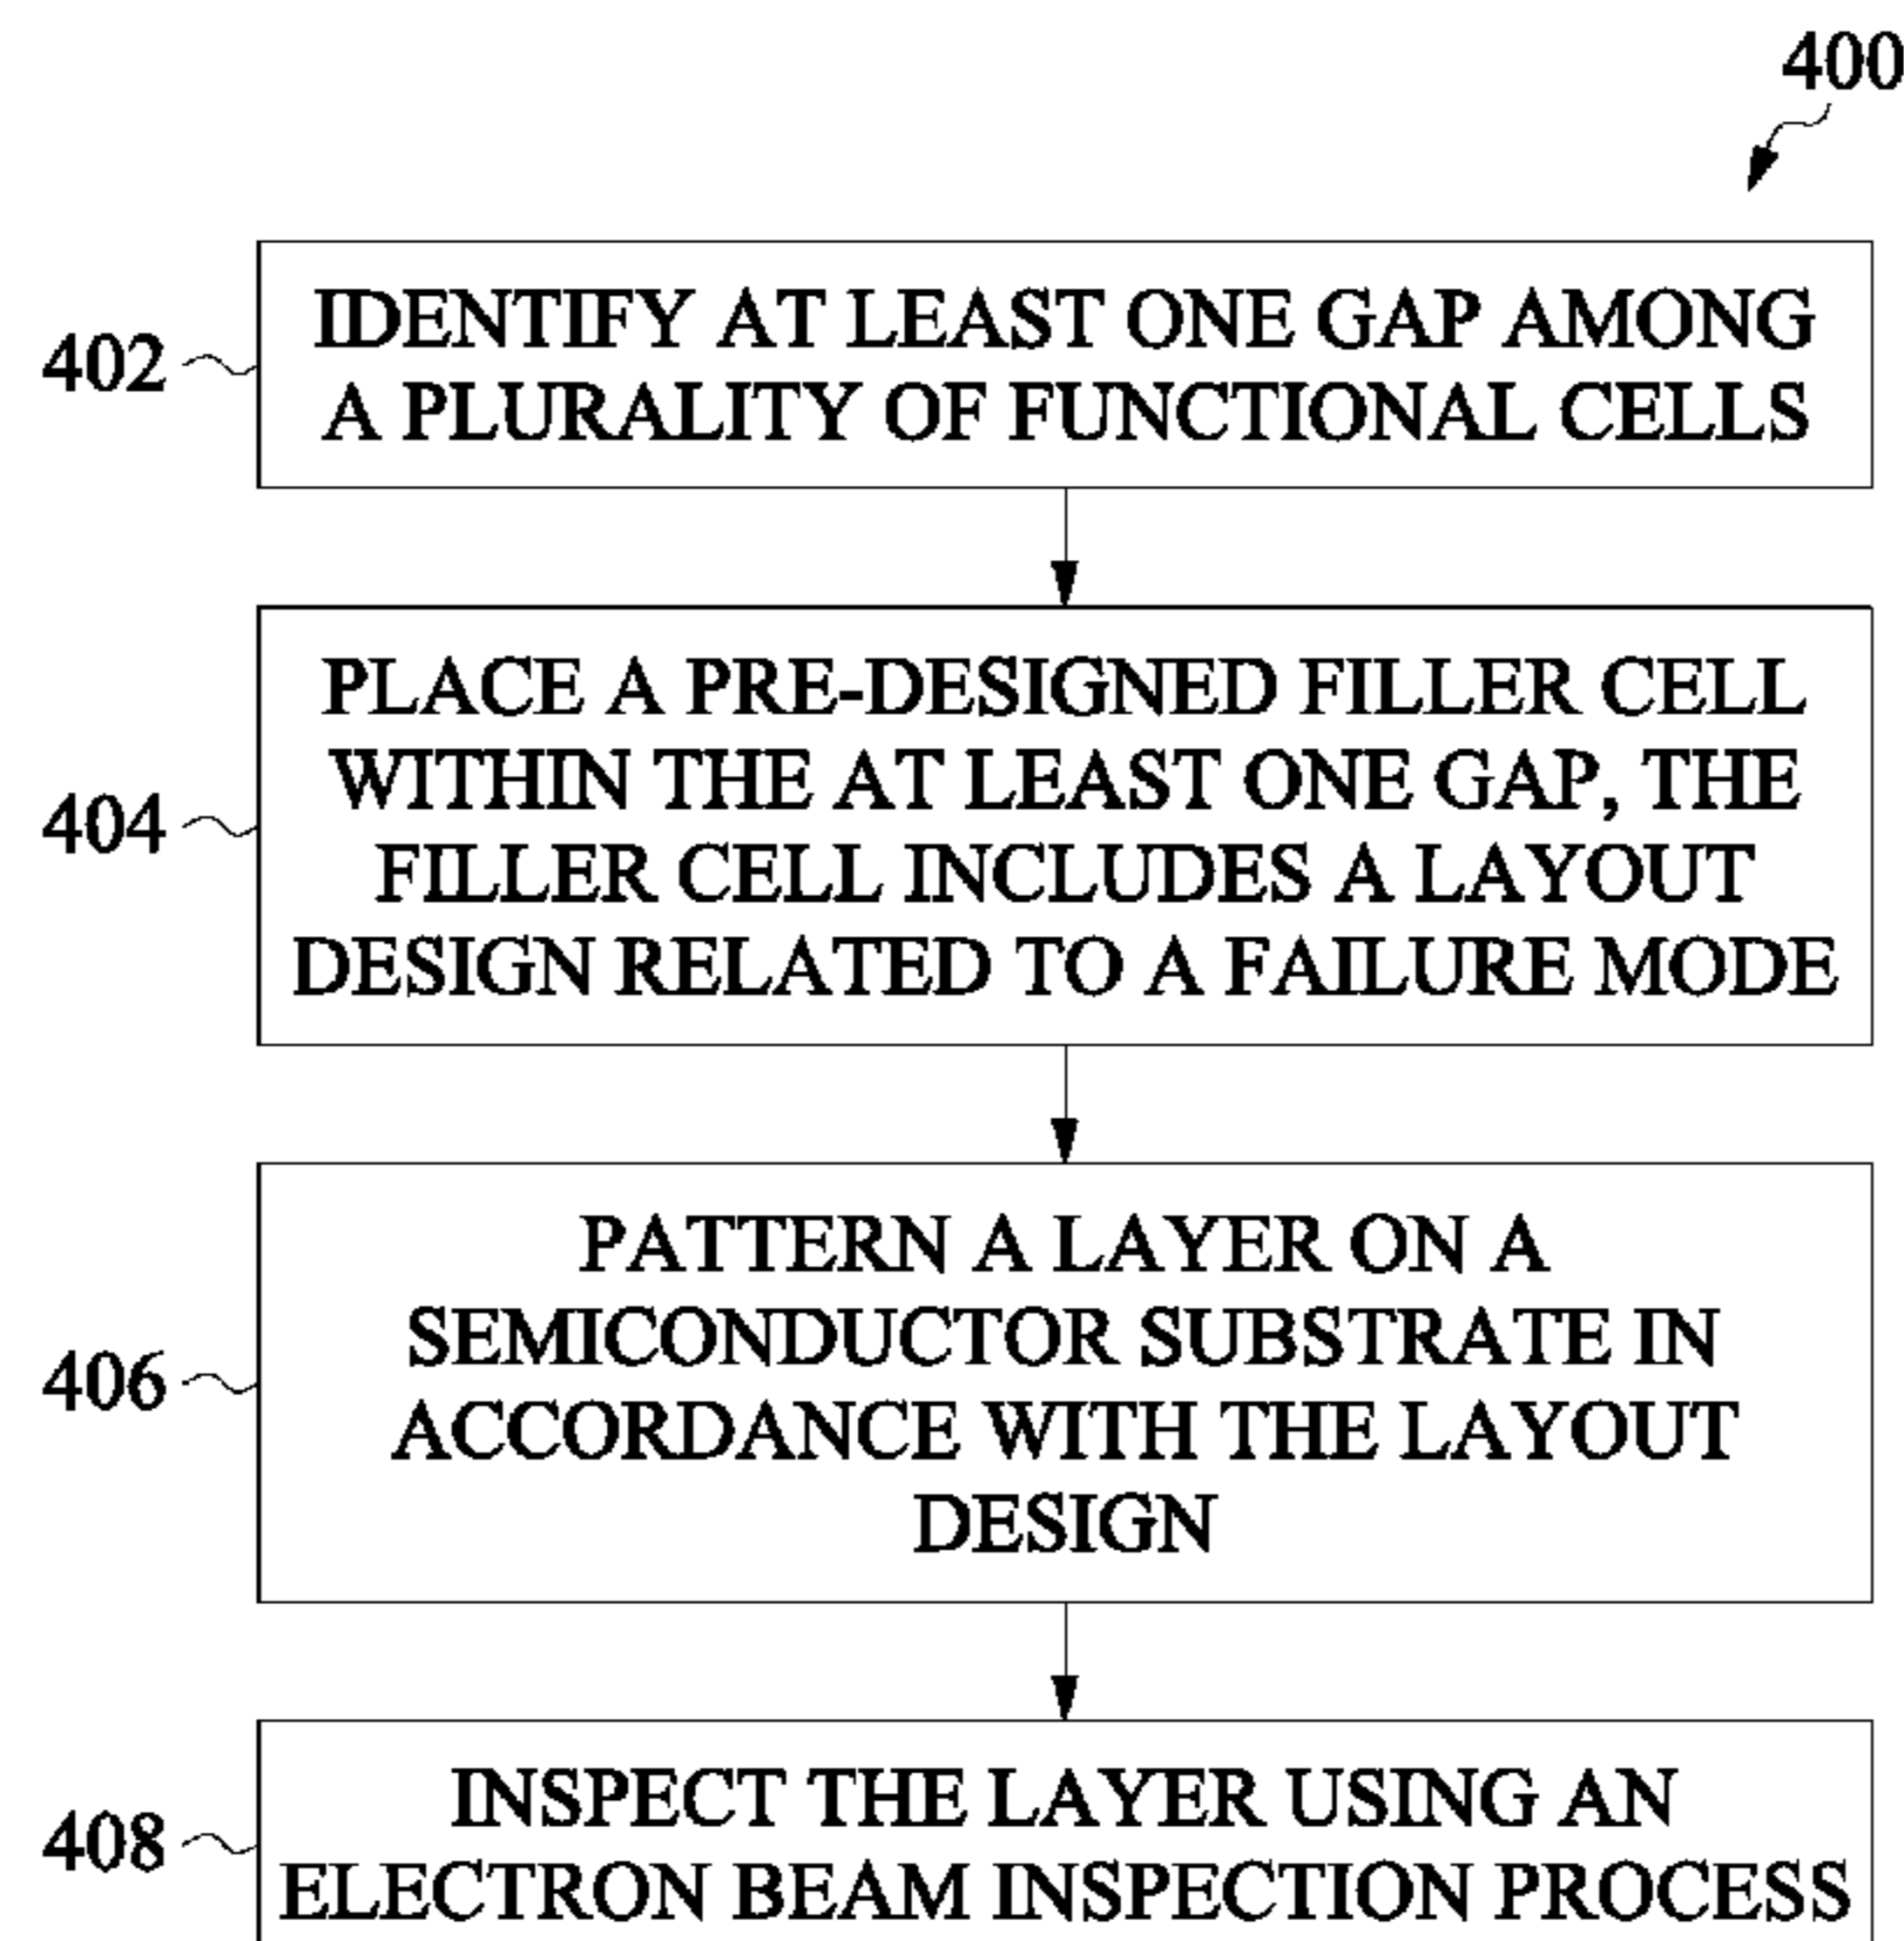 400
402
IDENTIFY AT LEAST ONE GAP AMONG
A PLURALITY OF FUNCTIONAL CELLS
404
PLACE A PRE-DESIGNED FILLER CELL
WITHIN THE AT LEAST ONE GAP, THE
FILLER CELL INCLUDES A LAYOUT
DESIGN RELATED TO A FAILURE MODE
406
PATTERN A LAYER ON A
SEMICONDUCTOR SUBSTRATE IN
ACCORDANCE WITH THE LAYOUT
DESIGN
408
INSPECT THE LAYER USING AN
ELECTRON BEAM INSPECTION PROCESS